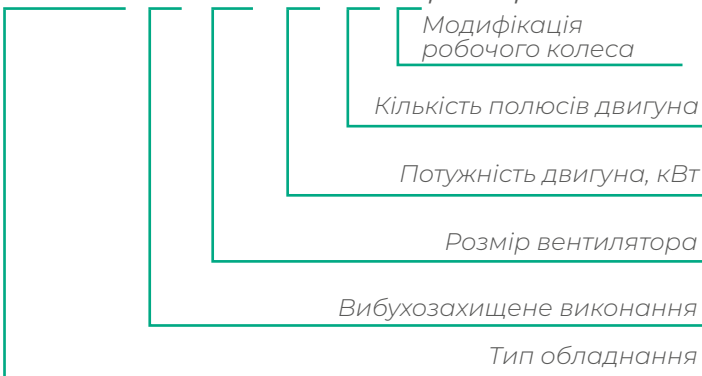 Модифікація
робочого колеса
Кількість полюсів двигуна
Потужність двигуна, кВт
Розмір вентилятора
Вибухозахищене виконання
Тип обладнання